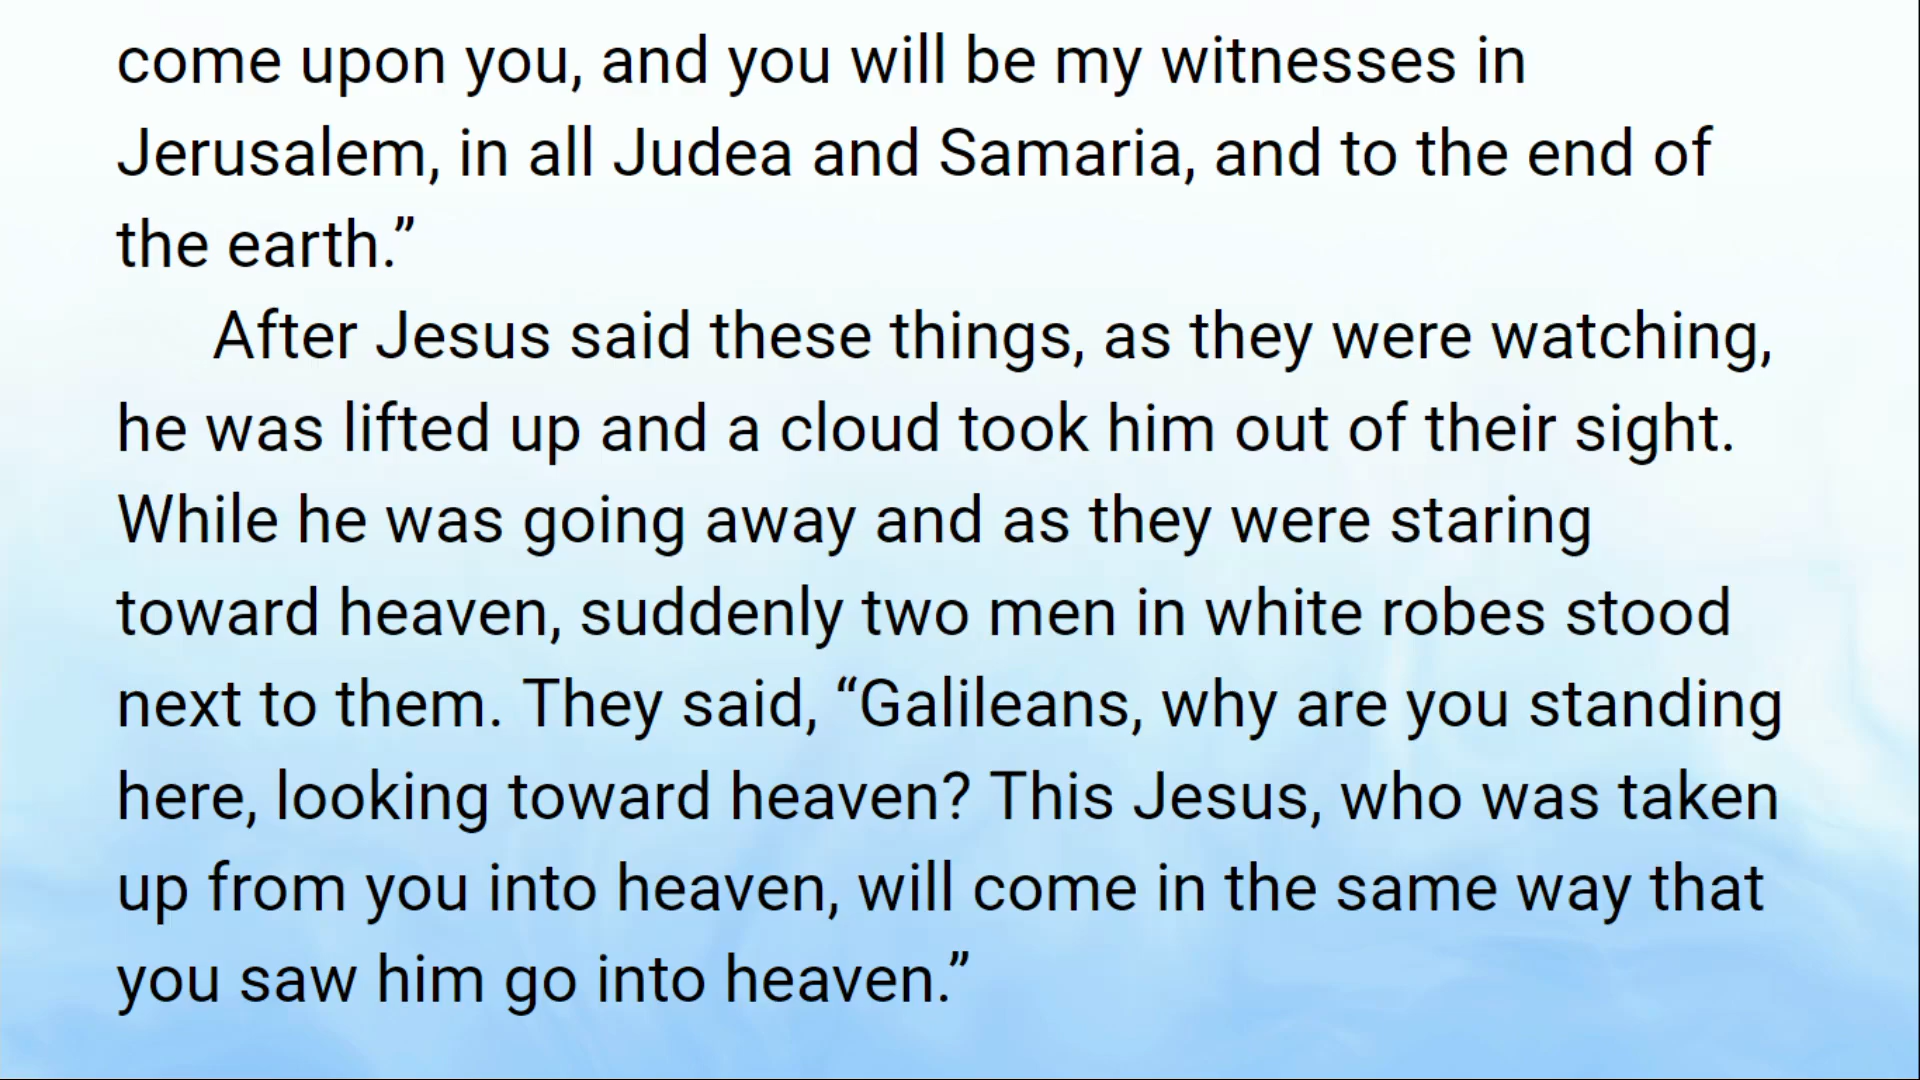 come upon you, and you will be my witnesses in
Jerusalem, in all Judea and Samaria, and to the end of
the earth.”
After Jesus said these things, as they were watching,
he was lifted up and a cloud took him out of their sight.
While he was going away and as they were staring
toward heaven, suddenly two men in white robes stood
next to them. They said, “Galileans, why are you standing
here, looking toward heaven? This Jesus, who was taken
up from you into heaven, will come in the same way that
you saw him go into heaven.”